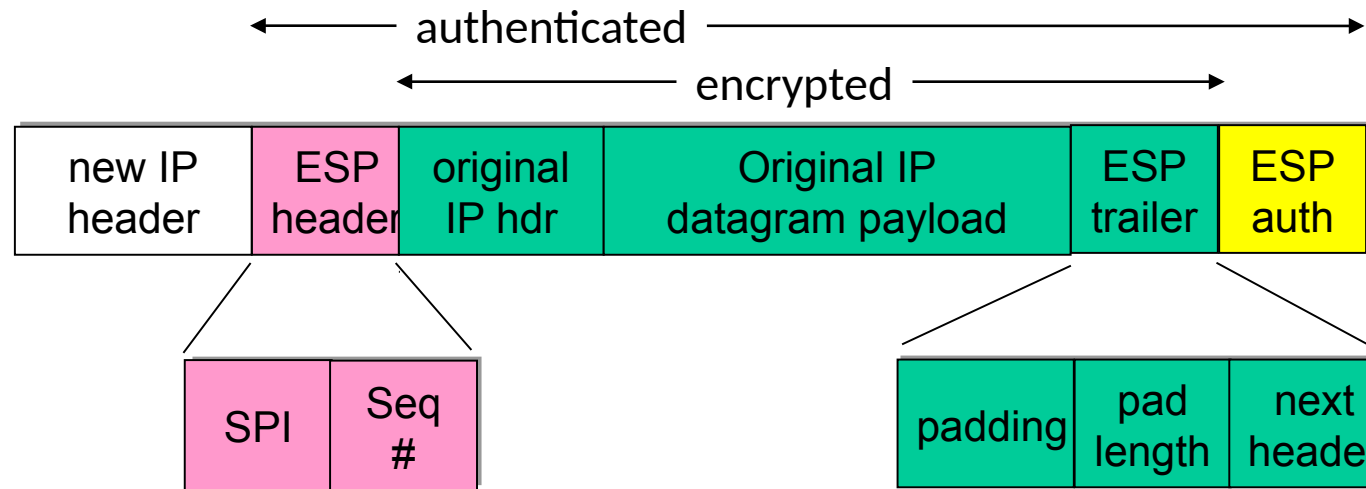 authenticated
encrypted
new IP
header
ESP
header
original
IP hdr
Original IP
datagram payload
ESP
trailer
ESP
auth
SPI
Seq
#
padding
pad
length
next
heade